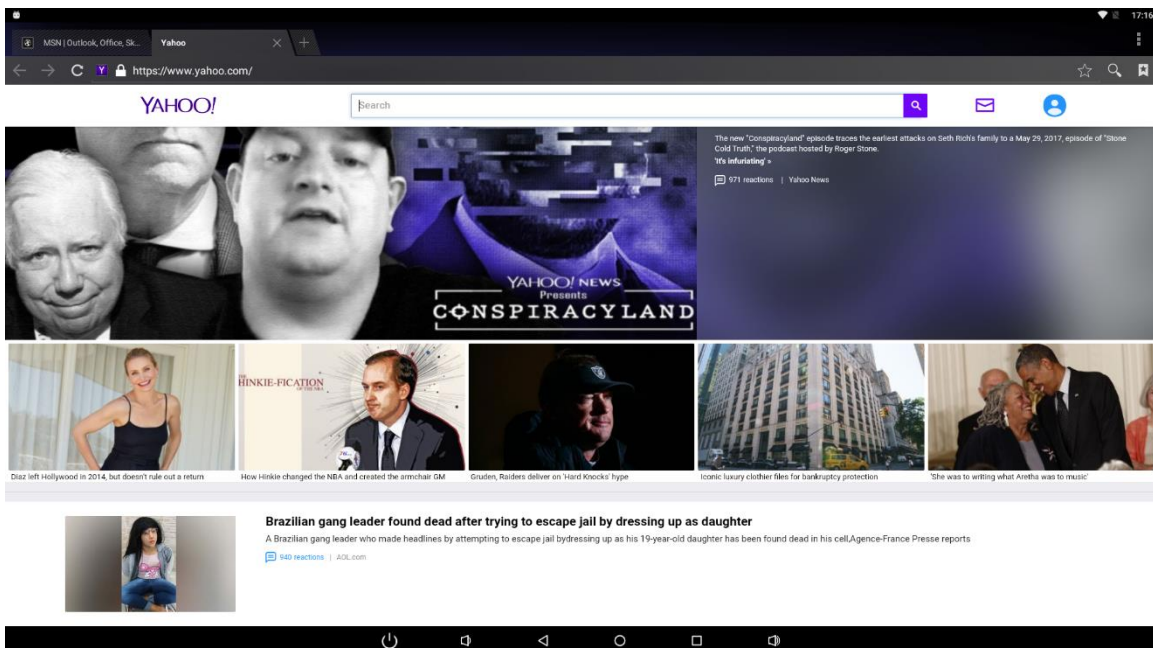 17:16
MSN | Outlook, Office, Sk...
Yahoo
https://www.yahoo.com/
YAHOO!
Search
The new "Conspiracyland" episode traces the earliest attacks on Seth Rich's family to a May 29, 2017, episode of "Stone
Cold Truth," the podcast hosted by Roger Stone.
'It's infuriating' »
971 reactions | Yahoo News
YAHOO! NEWS
Presents
CONSPIRACYLAND
THE
HINKIE-FICATION
OF THE NBA
Diaz left Hollywood in 2014, but doesn't rule out a return
How Hinkie changed the NBA and created the armchair GM
Gruden, Raiders deliver on 'Hard Knocks' hype
Iconic luxury clothier files for bankruptcy protection
'She was to writing what Aretha was to music'
Brazilian gang leader found dead after trying to escape jail by dressing up as daughter
A Brazilian gang leader who made headlines by attempting to escape jail bydressing up as his 19-year-old daughter has been found dead in his cell,Agence-France Presse reports
940 reactions | AOL.com